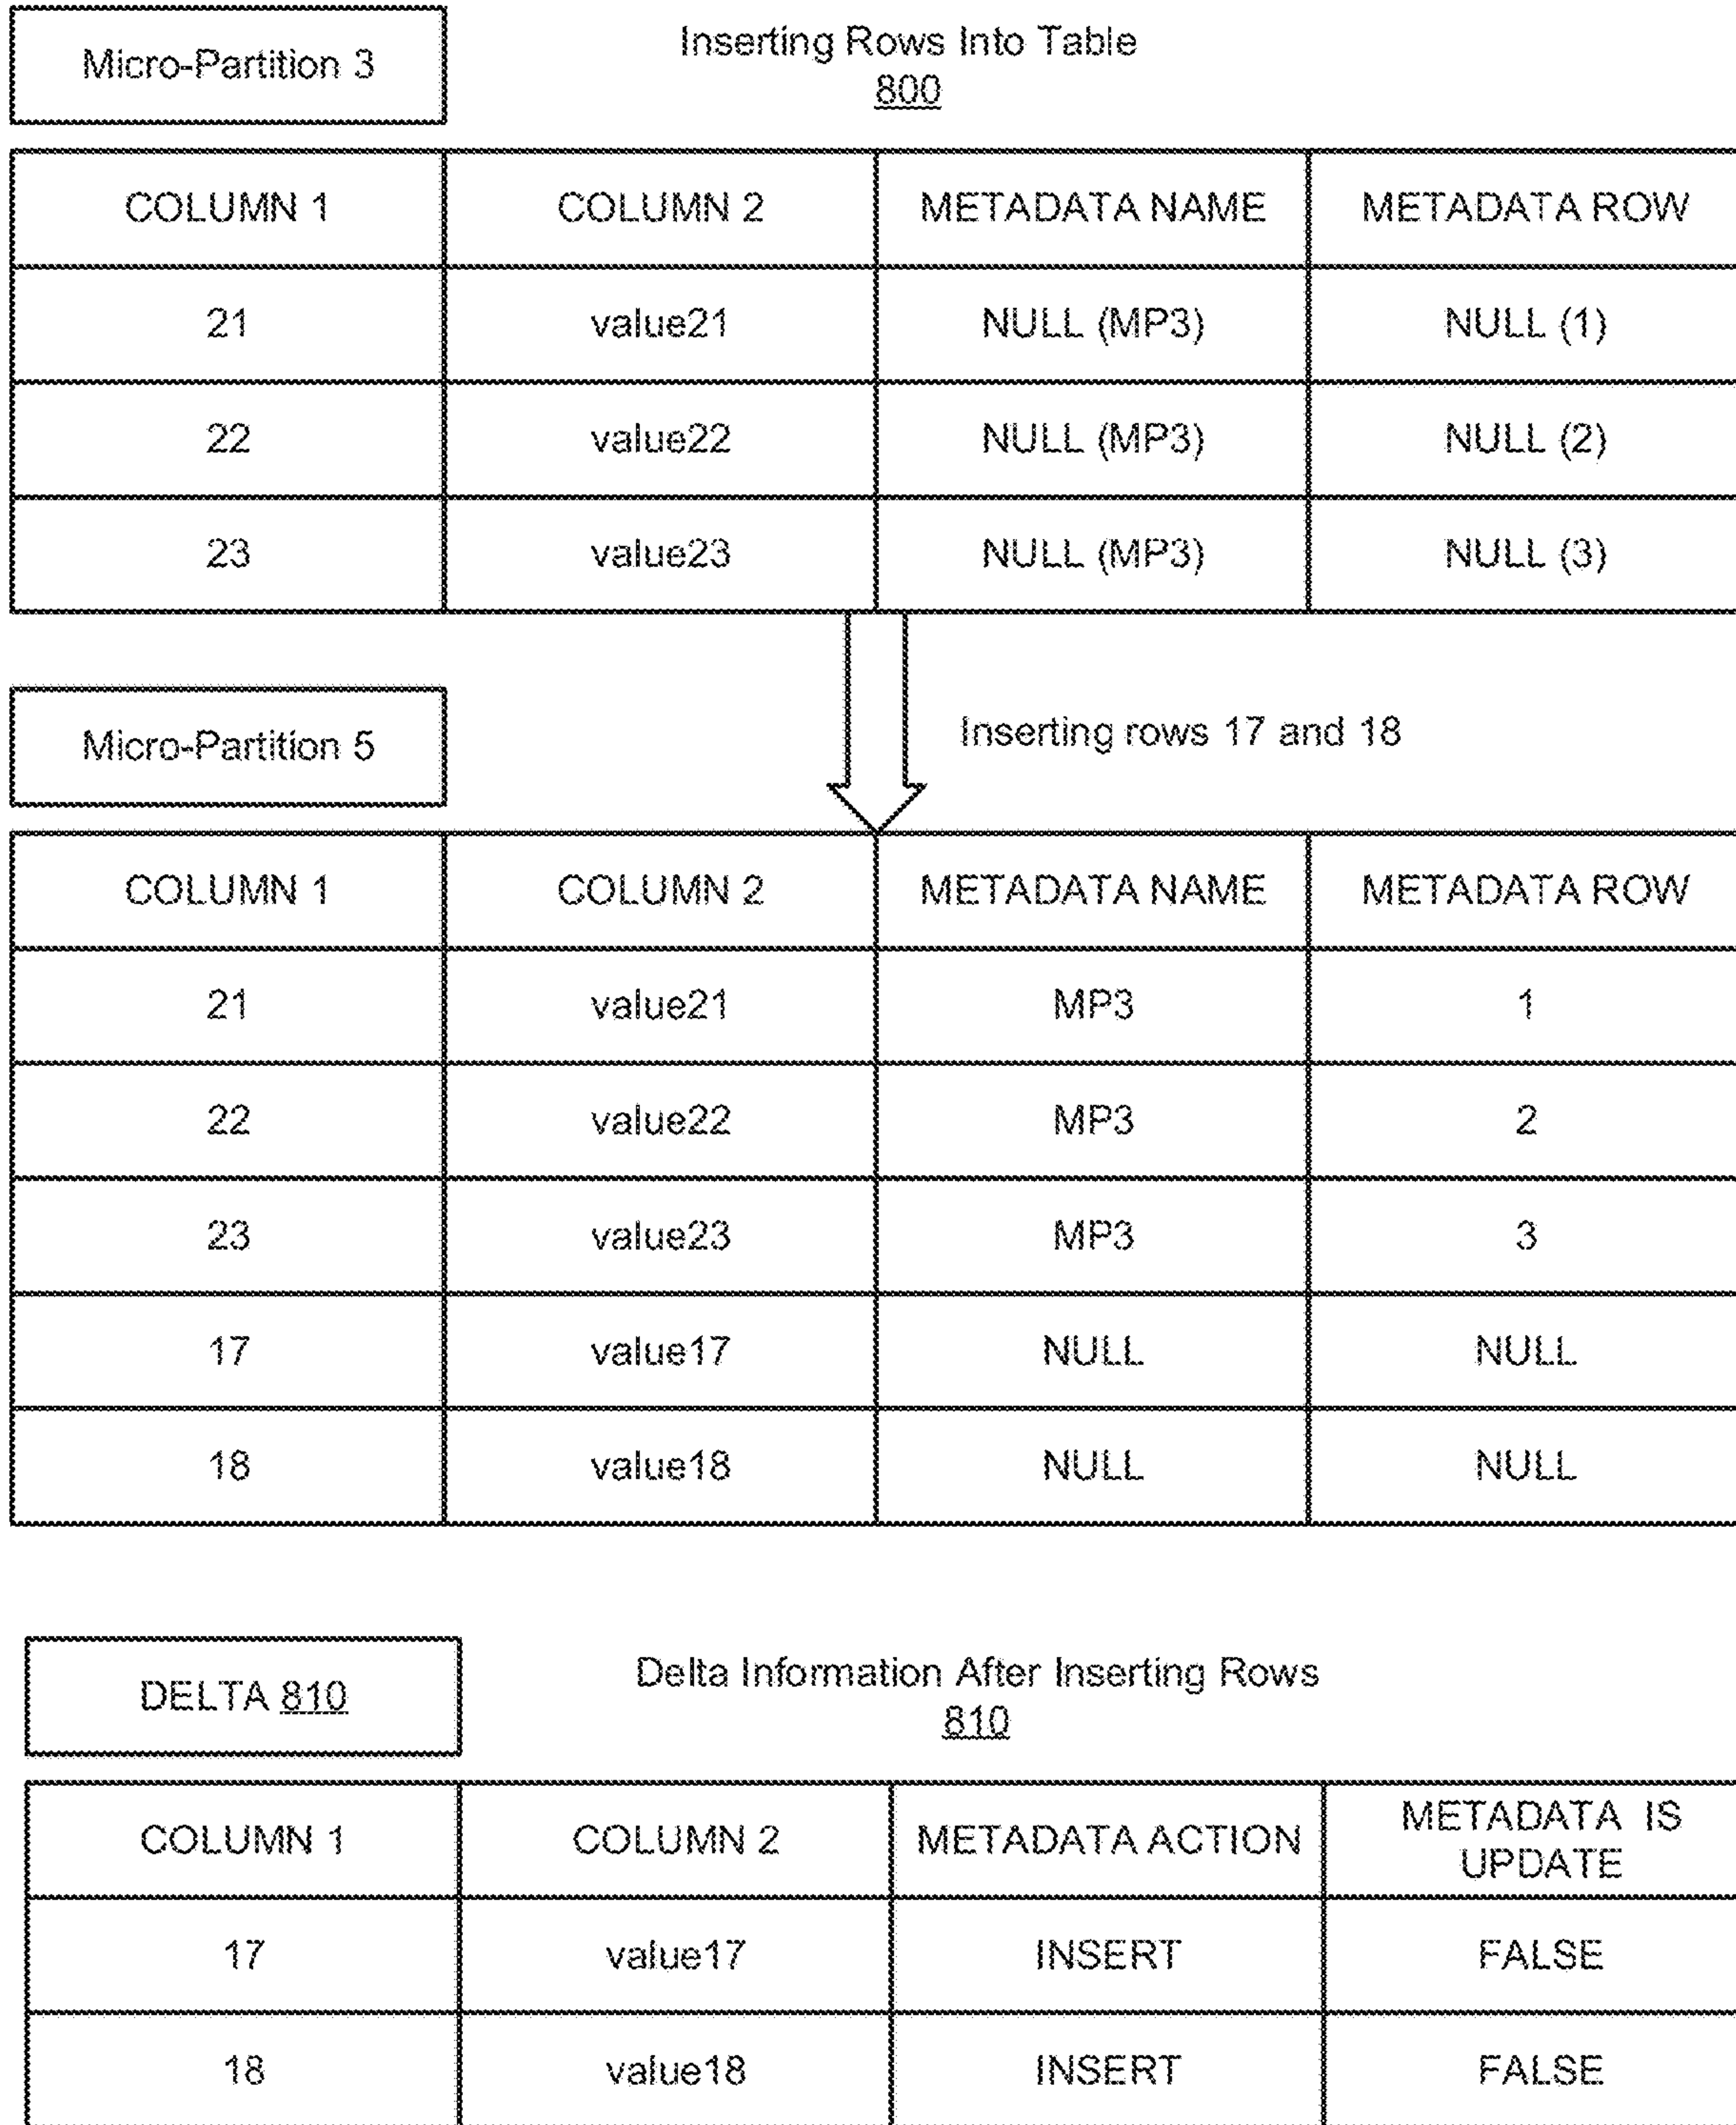 Micro-Partition 3
Inserting Rows Into Table
800
COLUMN 1 COLUMN 2 METADATA NAME METADATA ROW
21 value21 NULL (MP3) NULL (1)
22 value22 NULL (MP3) NULL (2)
23 value23 NULL (MP3) NULL (3)
Micro-Partition 5
Inserting rows 17 and 18
COLUMN 1 COLUMN 2 METADATA NAME METADATA ROW
21 value21 MP3 1
22 value22 MP3 2
23 value23 MP3 3
17 value17 NULL NULL
18 value18 NULL NULL
DELTA 810
Delta Information After Inserting Rows
810
COLUMN 1 COLUMN 2 METADATA ACTION METADATA IS
UPDATE
17 value17 INSERT FALSE
18 value18 INSERT FALSE